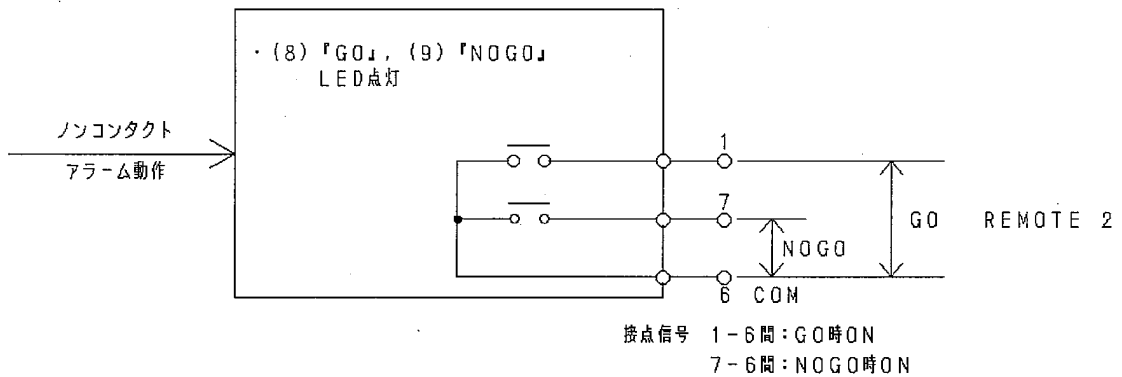 ・(8)『GO』,(9)『NOGO』
LED点灯
ノンコンタクト
アラーム動作
1
7
GO REMOTE 2
NOGO
6 COM
接点信号 1-6間:GO時ON
7-6間:NOGO時ON